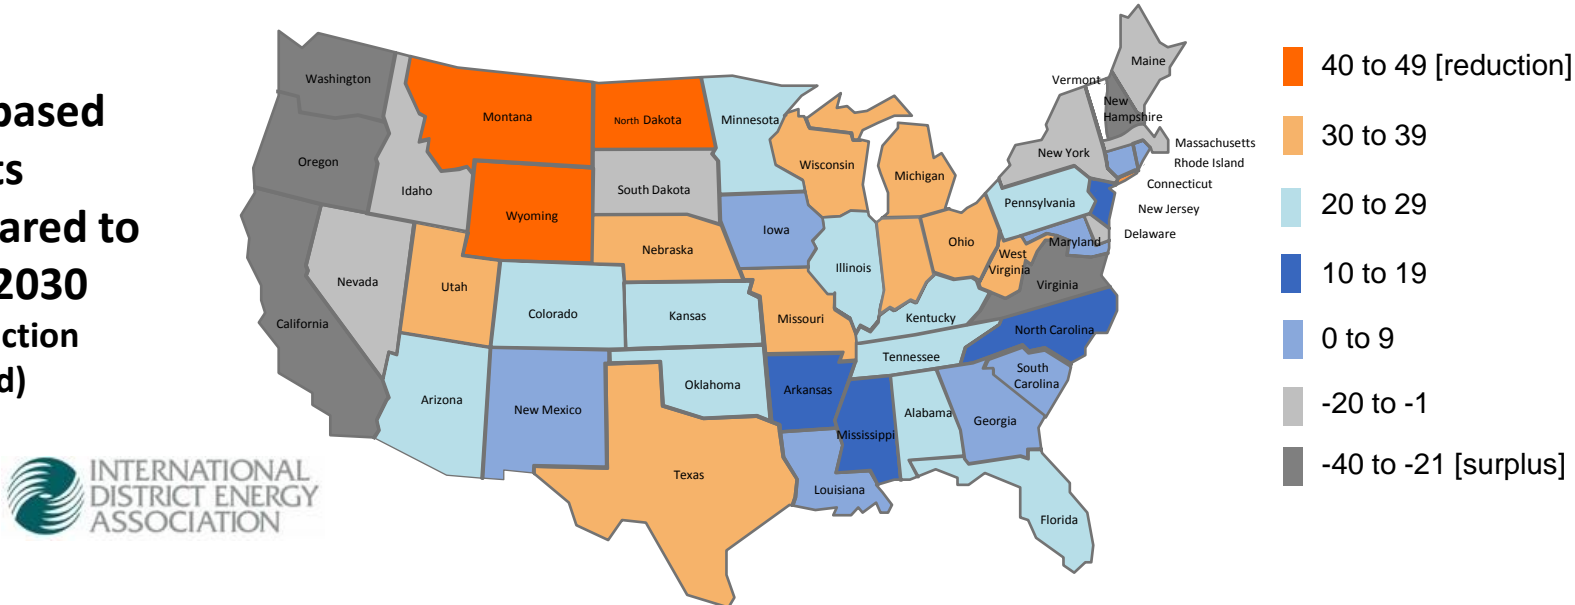 based
ts
ared to
2030
ction
d)
INTERNATIONAL
DISTRICT ENERGY
ASSOCIATION
Washington
Oregon
California
Idaho
Nevada
Montana
Wyoming
Utah
Arizona
North Dakota
South Dakota
Nebraska
Colorado
Kansas
New Mexico
Oklahoma
Texas
Minnesota
Iowa
Missouri
Arkansas
Louisiana
Wisconsin
Illinois
Michigan
Ohio
Kentucky
Tennessee
Mississippi
Alabama
Georgia
Florida
South
Carolina
North Carolina
Virginia
West
Virginia
Maryland
Pennsylvania
New York
Vermont
New
Hampshire
Maine
Massachusetts
Rhode Island
Connecticut
New Jersey
Delaware
40 to 49 [reduction]
30 to 39
20 to 29
10 to 19
0 to 9
-20 to -1
-40 to -21 [surplus]